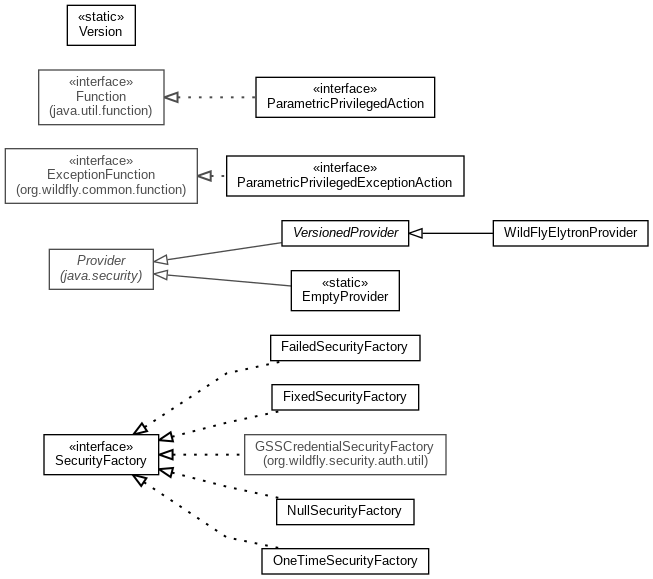 «static»
Version
«interface»
Function
(java.util.function)
«interface»
ParametricPrivilegedAction
«interface»
ExceptionFunction
(org.wildfly.common.function)
«interface»
ParametricPrivilegedExceptionAction
Provider
(java.security)
VersionedProvider
WildFlyElytronProvider
«static»
EmptyProvider
FailedSecurityFactory
FixedSecurityFactory
«interface»
SecurityFactory
GSSCredentialSecurityFactory
(org.wildfly.security.auth.util)
NullSecurityFactory
OneTimeSecurityFactory